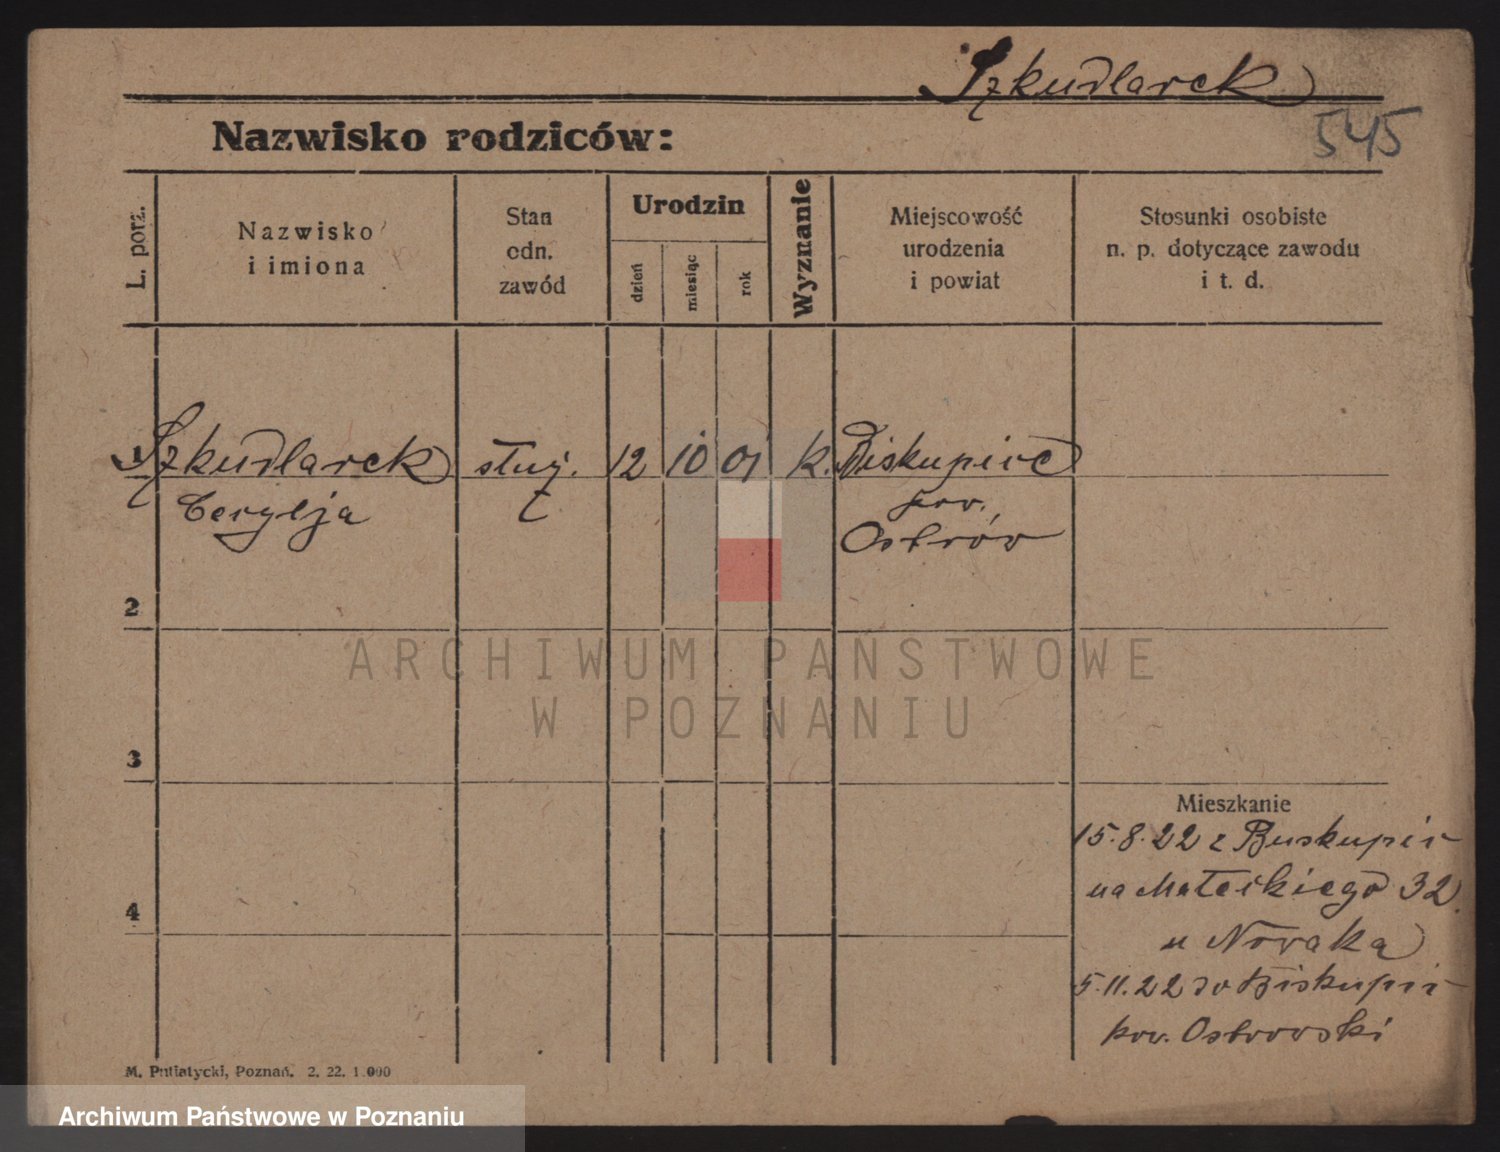 Szkudlarek
545
Nazwisko rodziców:
L. porz.
Nazwisko
i imiona
Stan
odn.
zawód
Urodzin
dzień
miesiąc
rok
Wyznanie
Miejscowość
urodzenia
i powiat
Stosunki osobiste
n. p. dotyczące zawodu
i t. d.
1 Szkudlarek służ. 12 10 01 k. Biskupice
Cecylja pow.
Ostrów
2
ARCHIWUM PAŃSTWOWE
W POZNANIU
3
Mieszkanie
15.8.22 z Buskupic
na Mateckiego 32.
4
u Nowaka
5.11.22 do Biskupic
pow. Ostrowski
M. Putiatycki, Poznań. 2. 22. 1.000
Archiwum Państwowe w Poznaniu